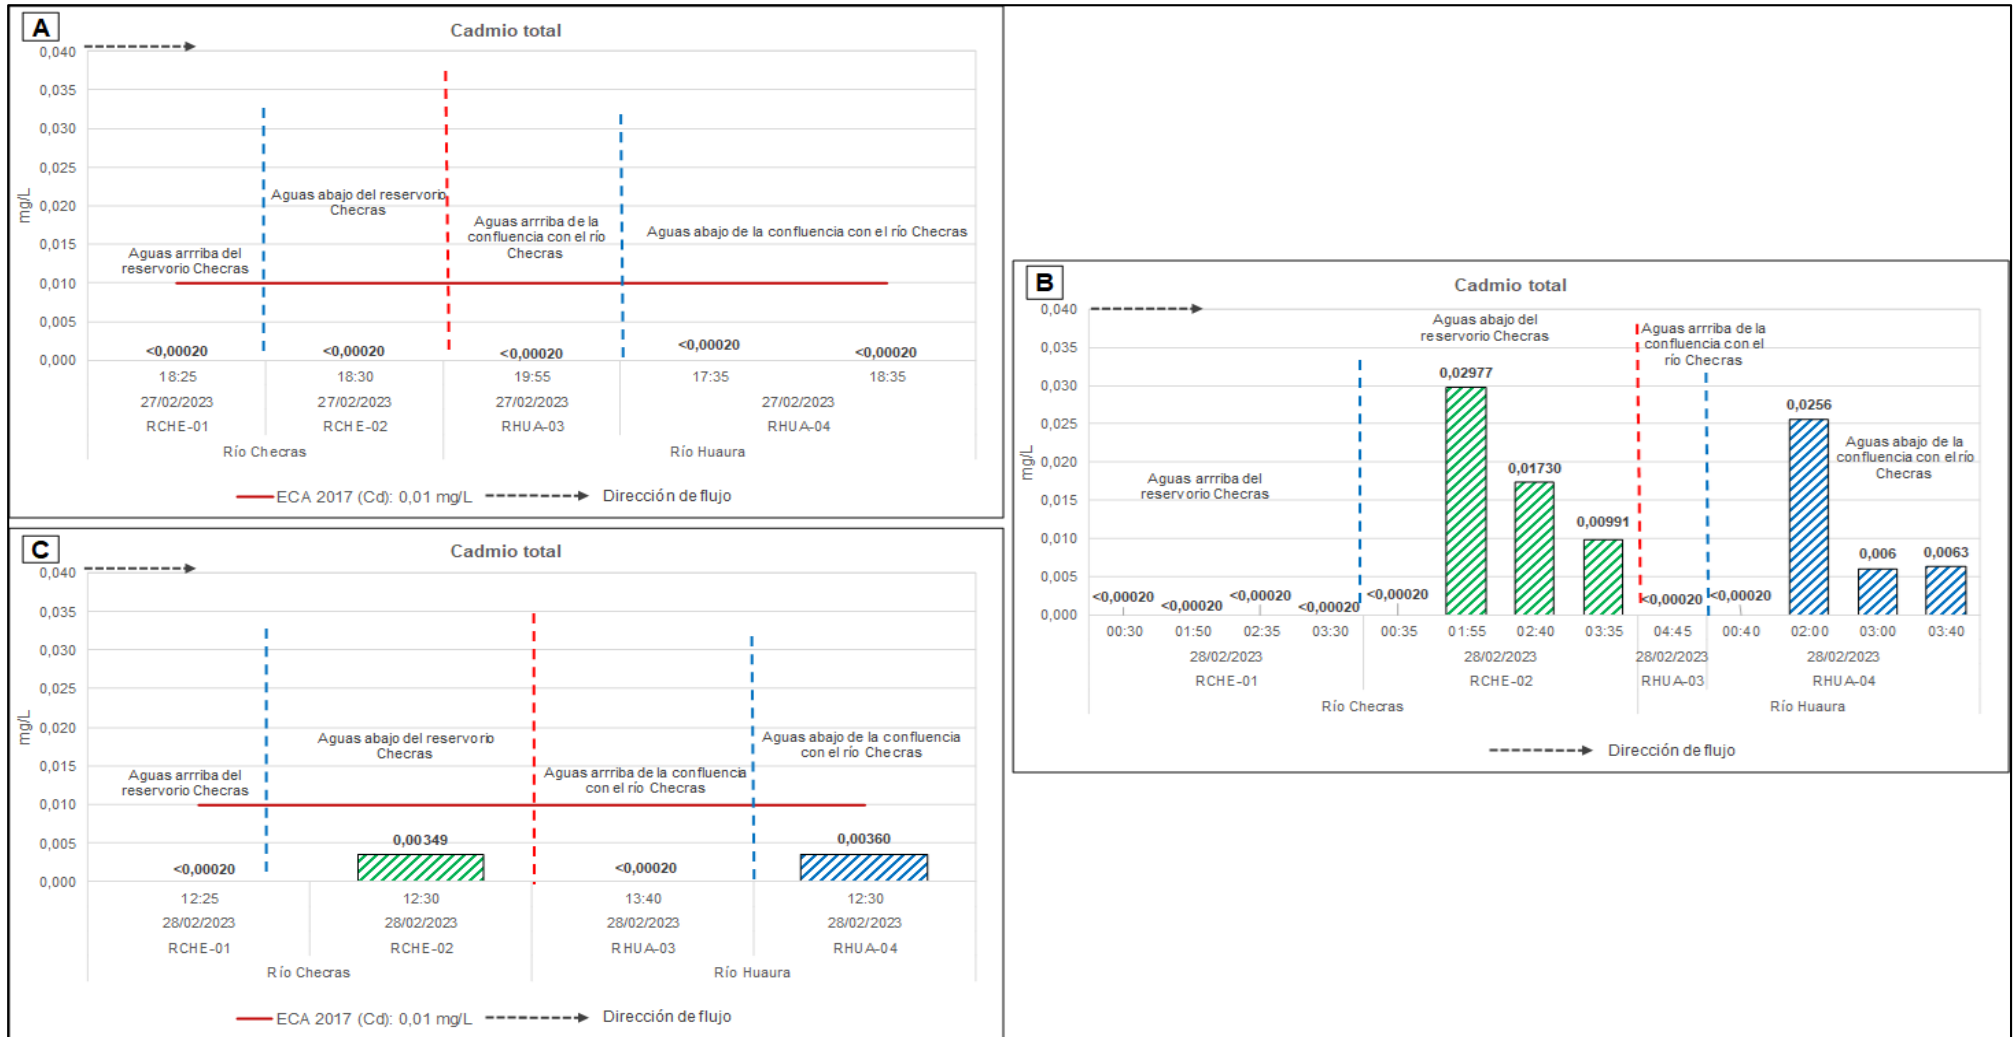 A
Cadmio total
0,040
0,035
0,030
0,025
0,020
0,015
0,010
0,005
0,000
mg/L
Aguas arrriba del
reservorio Checras
Aguas abajo del reservorio
Checras
Aguas arrriba de la
confluencia con el río
Checras
Aguas abajo de la confluencia con el río Checras
<0,00020 <0,00020 <0,00020 <0,00020 <0,00020
18:25 18:30 19:55 17:35 18:35
27/02/2023 27/02/2023 27/02/2023 27/02/2023
RCHE-01 RCHE-02 RHUA-03 RHUA-04
Río Checras Río Huaura
ECA 2017 (Cd): 0,01 mg/L Dirección de flujo
B
Cadmio total
0,040
0,035
0,030
0,025
0,020
0,015
0,010
0,005
0,000
mg/L
Aguas arrriba del
reservorio Checras
Aguas abajo del
reservorio Checras
Aguas arrriba de la
confluencia con el
río Checras
Aguas abajo de la
confluencia con el río
Checras
<0,00020 <0,00020 <0,00020 <0,00020 <0,00020 0,02977 0,01730 0,00991 <0,00020 <0,00020 0,0256 0,006 0,0063
00:30 01:50 02:35 03:30 00:35 01:55 02:40 03:35 04:45 00:40 02:00 03:00 03:40
28/02/2023 28/02/2023 28/02/2023 28/02/2023
RCHE-01 RCHE-02 RHUA-03 RHUA-04
Río Checras Río Huaura
Dirección de flujo
C
Cadmio total
0,040
0,035
0,030
0,025
0,020
0,015
0,010
0,005
0,000
mg/L
Aguas arrriba del
reservorio Checras
Aguas abajo del reservorio
Checras
Aguas arrriba de la confluencia
con el río Checras
Aguas abajo de la confluencia
con el río Checras
<0,00020 0,00349 <0,00020 0,00360
12:25 12:30 13:40 12:30
28/02/2023 28/02/2023 28/02/2023 28/02/2023
RCHE-01 RCHE-02 RHUA-03 RHUA-04
Río Checras Río Huaura
ECA 2017 (Cd): 0,01 mg/L Dirección de flujo